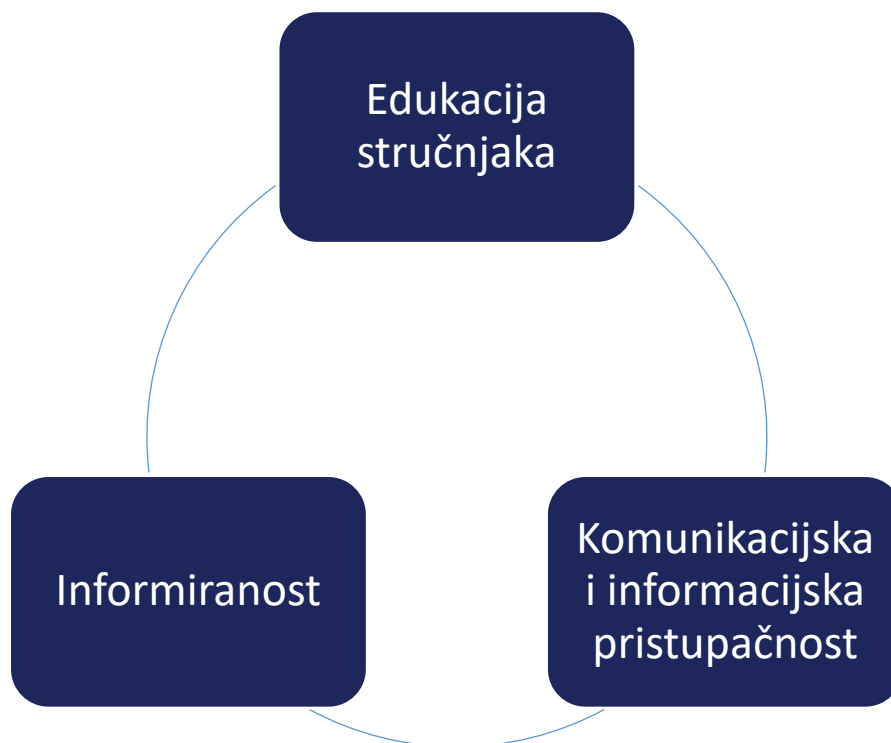 Edukacija
stručnjaka
Informiranost
Komunikacijska
i informacijska
pristupačnost